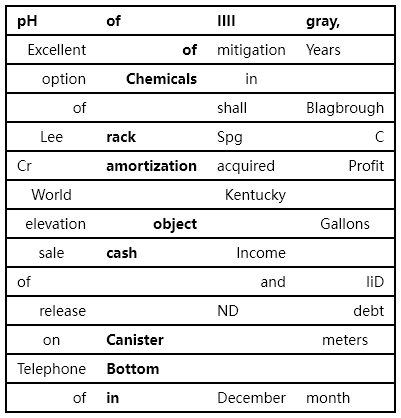 pH of IIII gray,
Excellent of mitigation Years
option Chemicals in
of shall Blagbrough
Lee rack Spg C
Cr amortization acquired Profit
World Kentucky
elevation object Gallons
sale cash Income
of and IiD
release ND debt
on Canister meters
Telephone Bottom
of in December month